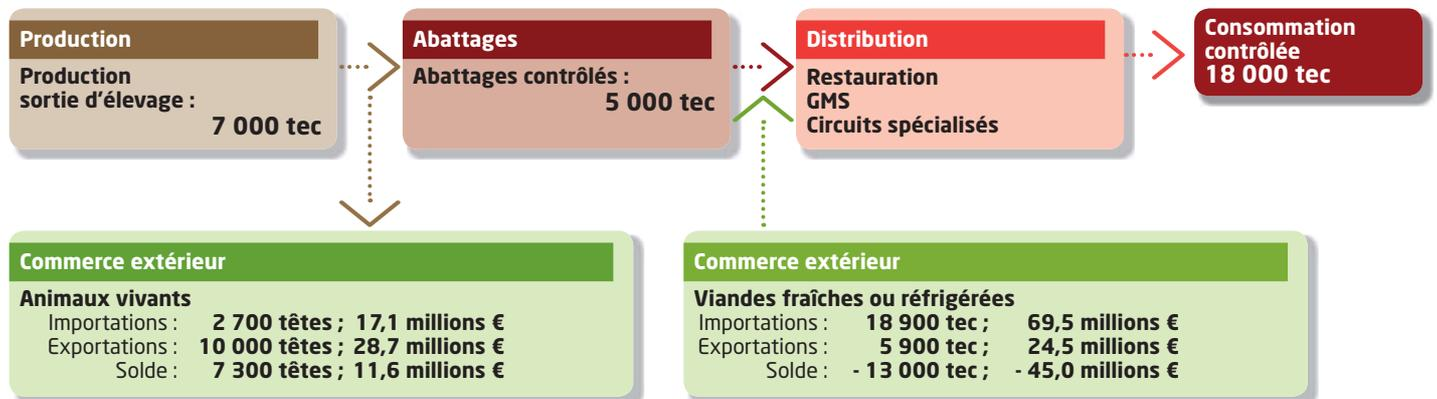 Production
Production
sortie d'élevage :
7 000 tec
Abattages
Abattages contrôlés :
5 000 tec
Distribution
Restauration
GMS
Circuits spécialisés
Consommation
contrôlée
18 000 tec
Commerce extérieur
Animaux vivants
Importations : 2 700 têtes ; 17,1 millions €
Exportations : 10 000 têtes ; 28,7 millions €
Solde : 7 300 têtes ; 11,6 millions €
Commerce extérieur
Viandes fraîches ou réfrigérées
Importations : 18 900 tec ; 69,5 millions €
Exportations : 5 900 tec ; 24,5 millions €
Solde : - 13 000 tec ; - 45,0 millions €